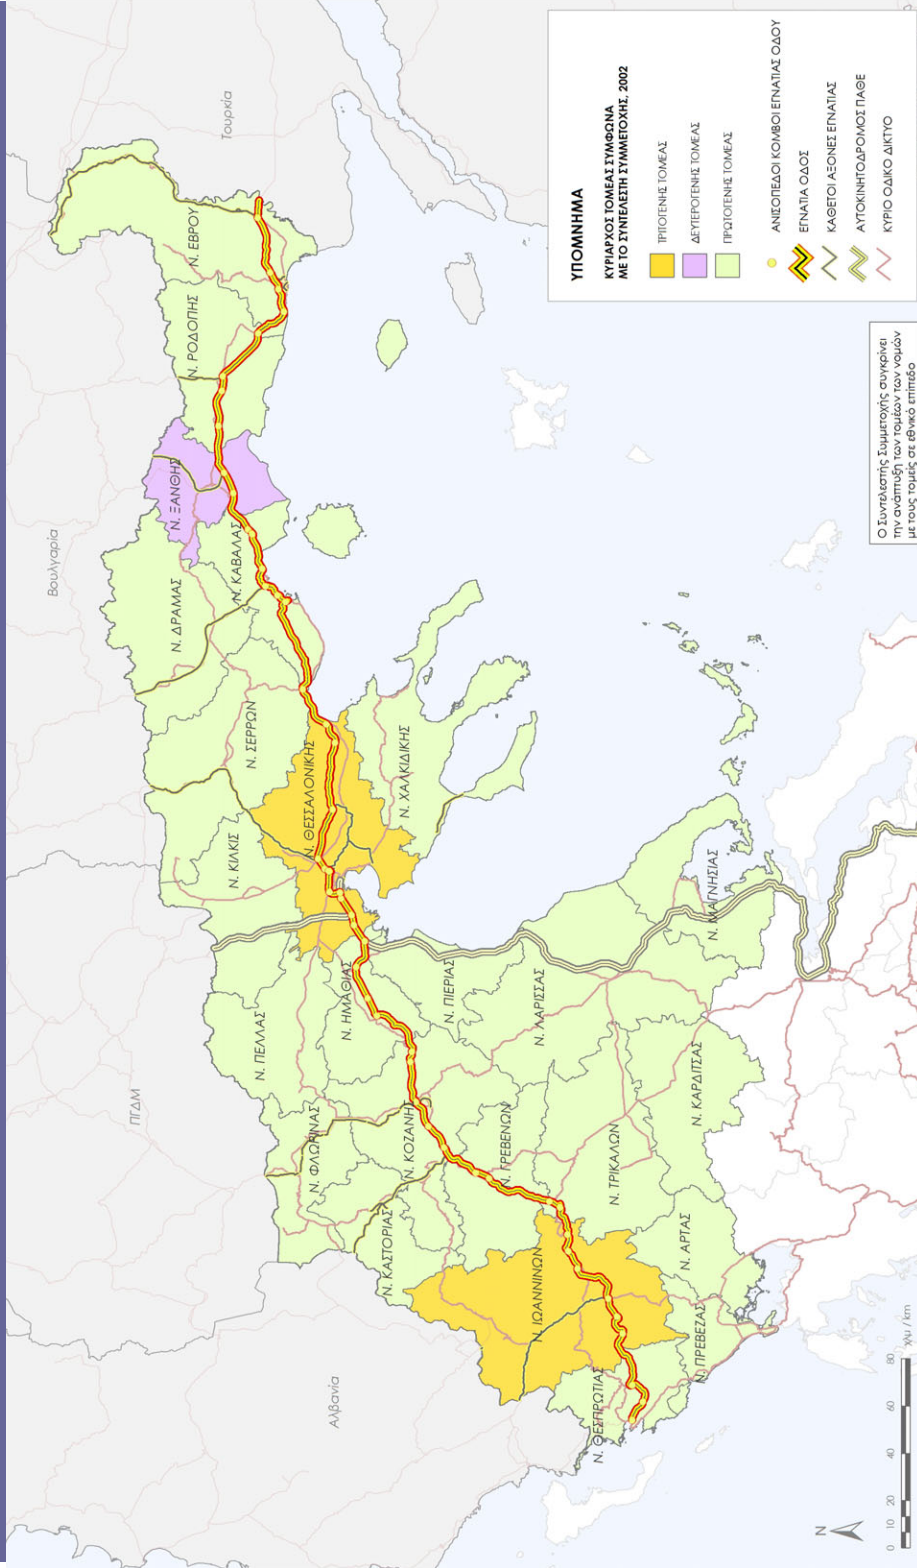 Βουλγαρία
Τουρκία
ΠΓΔΜ
Αλβανία
Ν. ΕΒΡΟΥ
Ν. ΡΟΔΟΠΗΣ
Ν. ΞΑΝΘΗΣ
Ν. ΔΡΑΜΑΣ
Ν. ΚΑΒΑΛΑΣ
Ν. ΣΕΡΡΩΝ
Ν. ΘΕΣΣΑΛΟΝΙΚΗΣ
Ν. ΧΑΛΚΙΔΙΚΗΣ
Ν. ΚΙΛΚΙΣ
Ν. ΠΕΛΛΑΣ
Ν. ΗΜΑΘΙΑΣ
Ν. ΠΙΕΡΙΑΣ
Ν. ΦΛΩΡΙΝΑΣ
Ν. ΚΟΖΑΝΗΣ
Ν. ΚΑΣΤΟΡΙΑΣ
Ν. ΓΡΕΒΕΝΩΝ
Ν. ΛΑΡΙΣΣΑΣ
Ν. ΜΑΓΝΗΣΙΑΣ
Ν. ΤΡΙΚΑΛΩΝ
Ν. ΚΑΡΔΙΤΣΑΣ
Ν. ΙΩΑΝΝΙΝΩΝ
Ν. ΑΡΤΑΣ
Ν. ΠΡΕΒΕΖΑΣ
Ν. ΘΕΣΠΡΩΤΙΑΣ
N
0 10 20 40 60 80
χλμ / km
Ο Συντελεστής Συμμετοχής συγκρίνει
την ανάπτυξη των τομέων των νομών
με τους τομείς σε εθνικό επίπεδο
ΥΠΟΜΝΗΜΑ
ΚΥΡΙΑΡΧΟΣ ΤΟΜΕΑΣ ΣΥΜΦΩΝΑ
ΜΕ ΤΟ ΣΥΝΤΕΛΕΣΤΗ ΣΥΜΜΕΤΟΧΗΣ, 2002
ΤΡΙΤΟΓΕΝΗΣ ΤΟΜΕΑΣ
ΔΕΥΤΕΡΟΓΕΝΗΣ ΤΟΜΕΑΣ
ΠΡΩΤΟΓΕΝΗΣ ΤΟΜΕΑΣ
ΑΝΙΣΟΠΕΔΟΙ ΚΟΜΒΟΙ ΕΓΝΑΤΙΑΣ ΟΔΟΥ
ΕΓΝΑΤΙΑ ΟΔΟΣ
ΚΑΘΕΤΟΙ ΑΞΟΝΕΣ ΕΓΝΑΤΙΑΣ
ΑΥΤΟΚΙΝΗΤΟΔΡΟΜΟΣ ΠΑΘΕ
ΚΥΡΙΟ ΟΔΙΚΟ ΔΙΚΤΥΟ